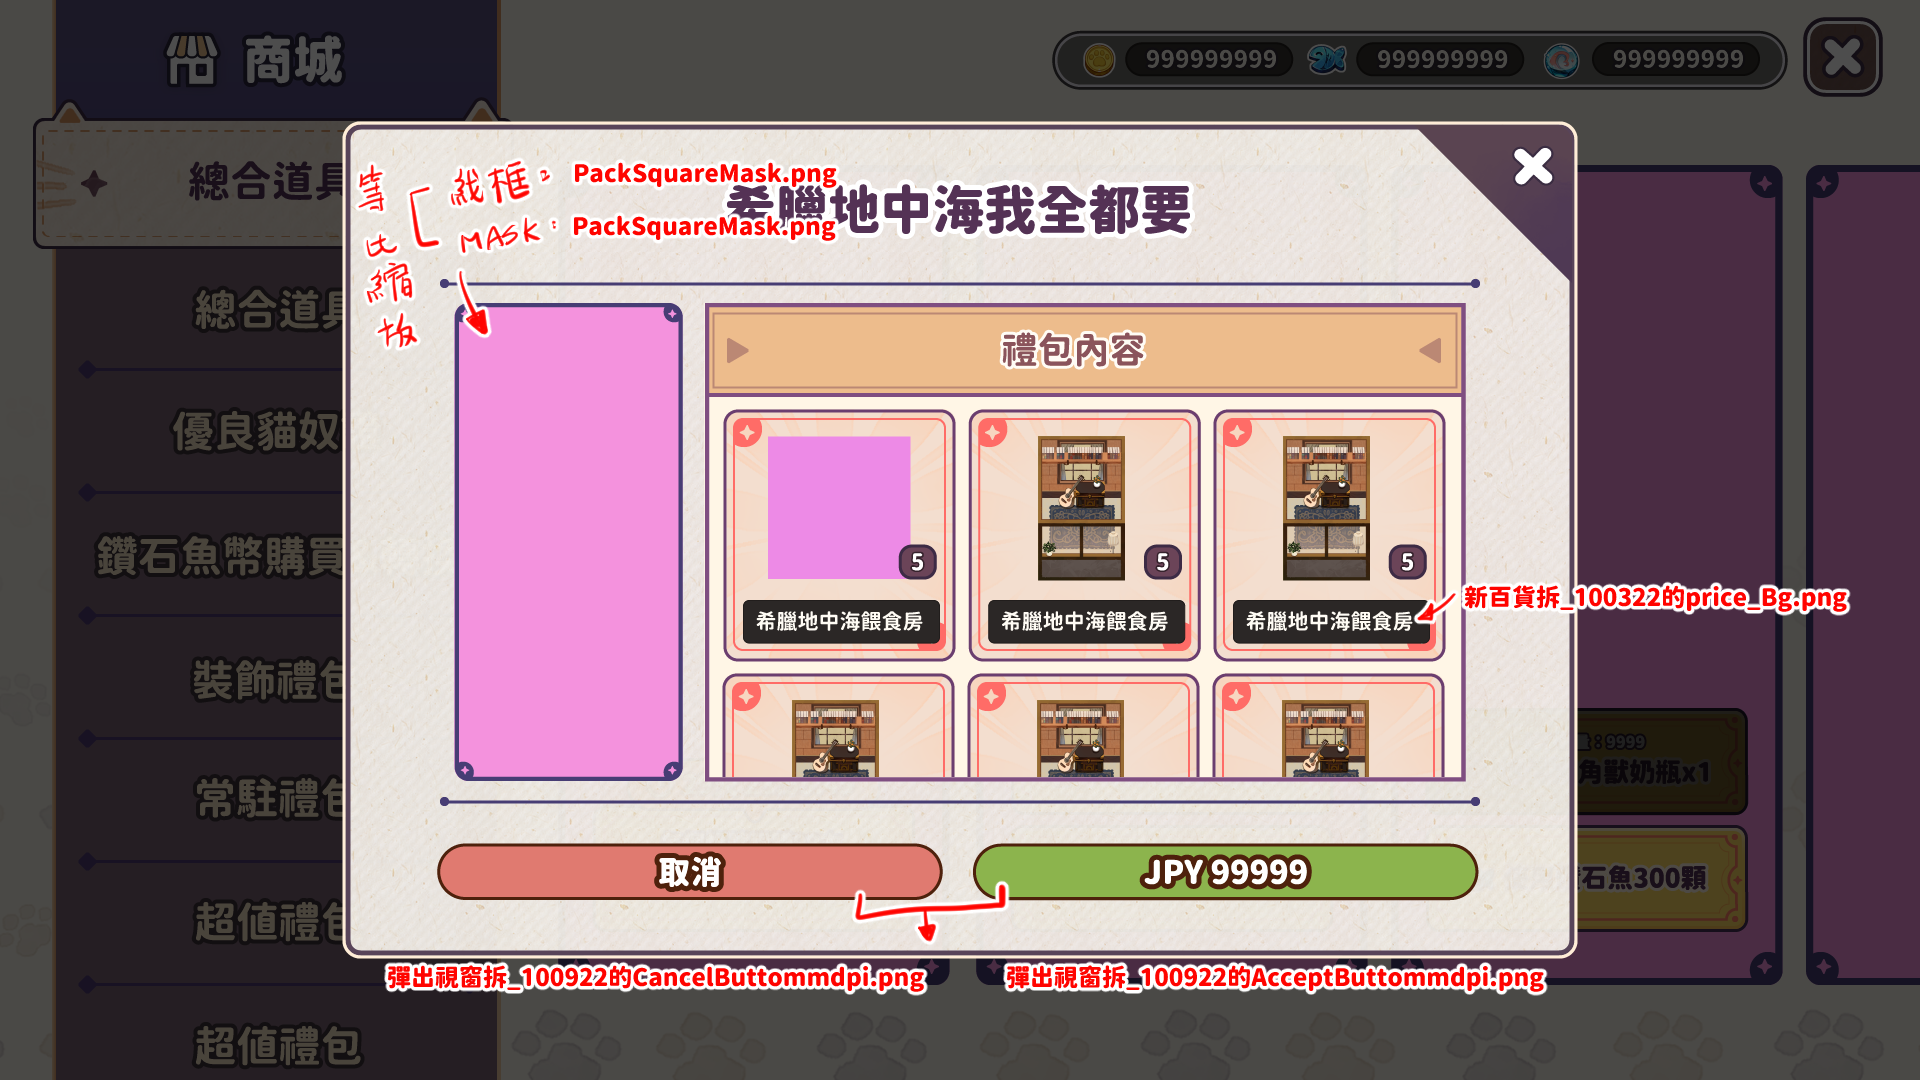 商城
999999999
999999999
999999999
總合道具
總合道具
優良貓奴
鑽石魚幣購買
裝飾禮包
常駐禮包
超值禮包
超值禮包
等比縮放
線框：
PackSquareMask.png
MASK：
PackSquareMask.png
希臘地中海我全都要
禮包內容
5
5
5
希臘地中海餵食房
希臘地中海餵食房
希臘地中海餵食房
新百貨拆_100322的price_Bg.png
：9999
角獸奶瓶x1
石魚300顆
取消
JPY 99999
彈出視窗拆_100922的CancelButtommdpi.png
彈出視窗拆_100922的AcceptButtommdpi.png